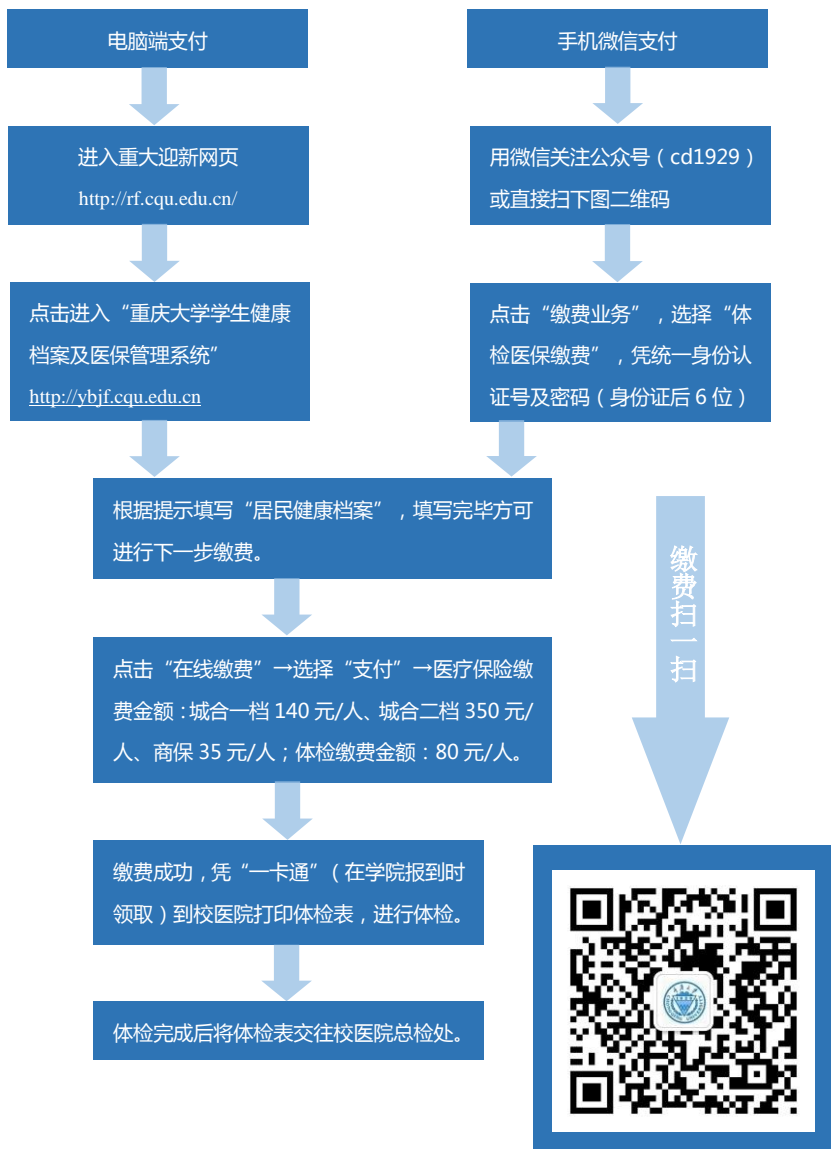 电脑端支付
手机微信支付
进入重大迎新网页
http://rf.cqu.edu.cn/
用微信关注公众号（cd1929）
或直接扫下图二维码
点击进入“重庆大学学生健康
档案及医保管理系统”
http://ybjf.cqu.edu.cn
点击“缴费业务”，选择“体
检医保缴费”，凭统一身份认
证号及密码（身份证后6位）
根据提示填写“居民健康档案”，填写完毕方可
进行下一步缴费。
点击“在线缴费”→选择“支付”→医疗保险缴
费金额：城合一档140元/人、城合二档350元/
人、商保35元/人；体检缴费金额：80元/人。
缴费扫一扫
缴费成功，凭“一卡通”（在学院报到时
领取）到校医院打印体检表，进行体检。
体检完成后将体检表交往校医院总检处。